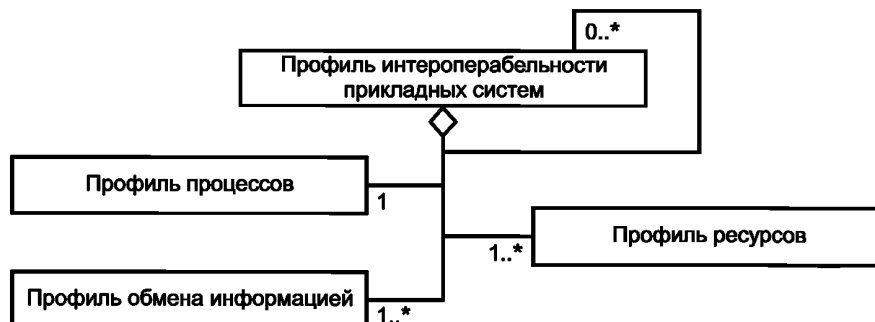 0..*
Профиль интероперабельности
прикладных систем
Профиль процессов
1
Профиль ресурсов
1..*
Профиль обмена информацией
1..*